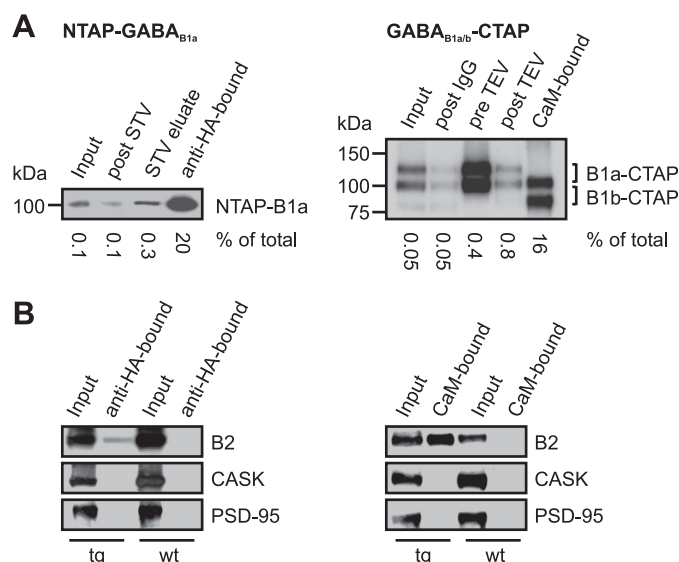 A
NTAP-GABA_B1a
GABA_B1a/b-CTAP
Input
post STV
STV eluate
anti-HA-bound
kDa
100
NTAP-B1a
0.1
0.1
0.3
20
% of total
Input
post IgG
pre TEV
post TEV
CaM-bound
kDa
150
100
75
B1a-CTAP
B1b-CTAP
0.05
0.05
0.4
0.8
16
% of total
B
Input
anti-HA-bound
Input
anti-HA-bound
B2
CASK
PSD-95
tg
wt
Input
CaM-bound
Input
CaM-bound
B2
CASK
PSD-95
tg
wt